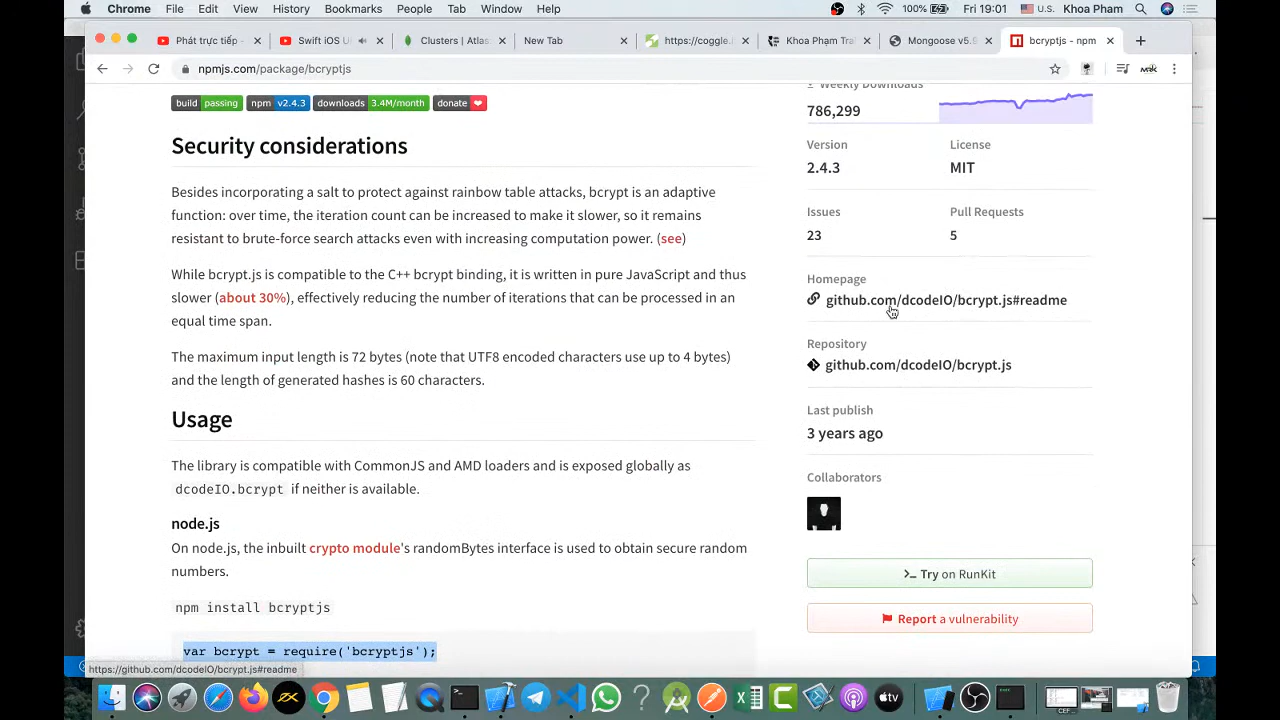 Chrome File Edit View History Bookmarks People Tab Window Help 100% U.S. Fri 19:01 Khoa Pham
Phát trực tiếp - Swift iOS U Clusters | Atlas New Tab https://coggle. Khoa Phạm Tra Mongoose v5. bcryptjs - npm
npmjs.com/package/bcryptjs
build passing npm v2.4.3 downloads 3.4M/month donate
Weekly Downloads
786,299
Security considerations
Version License
2.4.3 MIT
Besides incorporating a salt to protect against rainbow table attacks, bcrypt is an adaptive
function: over time, the iteration count can be increased to make it slower, so it remains
resistant to brute-force search attacks even with increasing computation power. (see)
Issues Pull Requests
23 5
While bcrypt.js is compatible to the C++ bcrypt binding, it is written in pure JavaScript and thus
slower (about 30%), effectively reducing the number of iterations that can be processed in an
equal time span.
Homepage
github.com/dcodeIO/bcrypt.js#readme
The maximum input length is 72 bytes (note that UTF8 encoded characters use up to 4 bytes)
and the length of generated hashes is 60 characters.
Repository
github.com/dcodeIO/bcrypt.js
Usage
Last publish
3 years ago
The library is compatible with CommonJS and AMD loaders and is exposed globally as
dcodeIO.bcrypt if neither is available.
Collaborators
node.js
On node.js, the inbuilt crypto module's randomBytes interface is used to obtain secure random
numbers.
Try on RunKit
npm install bcryptjs
Report a vulnerability
var bcrypt = require('bcryptjs');
https://github.com/dcodeIO/bcrypt.js#readme
tv
CEF